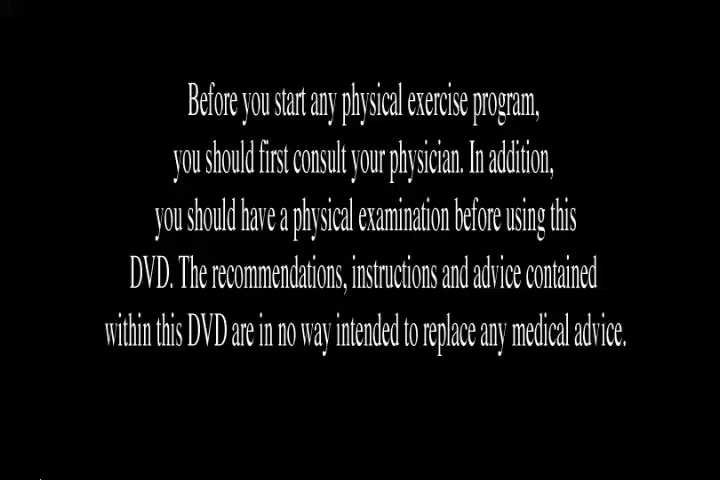 Before you start any physical exercise program,
you should first consult your physician. In addition,
you should have a physical examination before using this
DVD. The recommendations, instructions and advice contained
within this DVD are in no way intended to replace any medical advice.